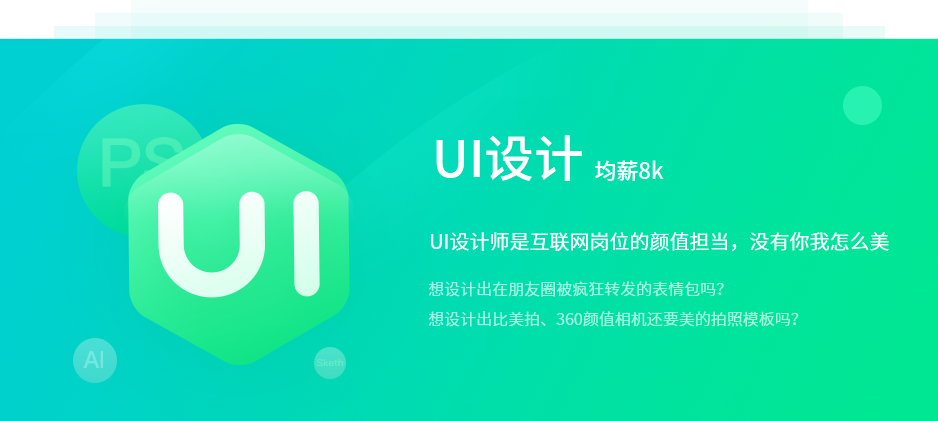 PS
UI
AI
Sketh
UI设计 均薪8k
UI设计师是互联网岗位的颜值担当，没有你我怎么美
想设计出在朋友圈被疯狂转发的表情包吗？
想设计出比美拍、360颜值相机还要美的拍照模板吗？